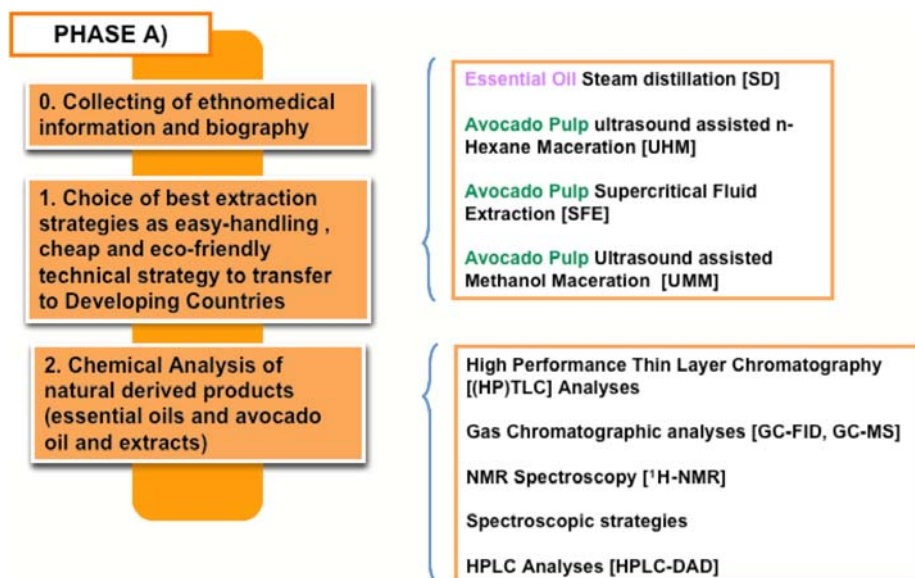 PHASE A)
0. Collecting of ethnomedical
information and biography
1. Choice of best extraction
strategies as easy-handling ,
cheap and eco-friendly
technical strategy to transfer
to Developing Countries
2. Chemical Analysis of
natural derived products
(essential oils and avocado
oil and extracts)
Essential Oil Steam distillation [SD]
Avocado Pulp ultrasound assisted n-
Hexane Maceration [UHM]
Avocado Pulp Supercritical Fluid
Extraction [SFE]
Avocado Pulp Ultrasound assisted
Methanol Maceration [UMM]
High Performance Thin Layer Chromatography
[(HP)TLC] Analyses
Gas Chromatographic analyses [GC-FID, GC-MS]
NMR Spectroscopy [¹H-NMR]
Spectroscopic strategies
HPLC Analyses [HPLC-DAD]